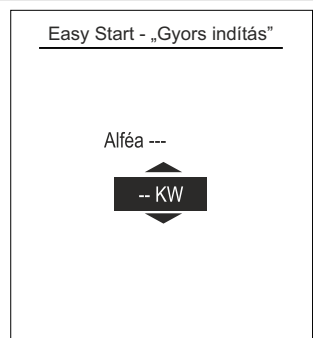 Easy Start - „Gyors indítás”
Alféa ---
-- KW